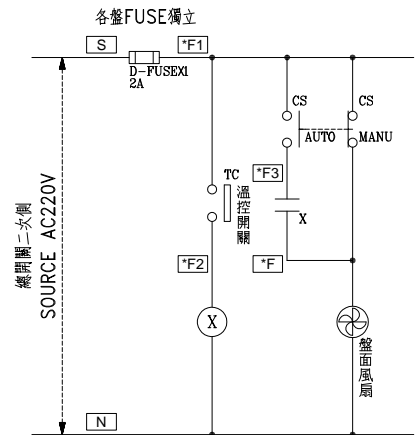 各盤FUSE獨立
S
*F1
D-FUSEX1
2A
CS
CS
AUTO
MANU
*F3
TC
溫控開關
X
*F2
*F
X
盤面風扇
總開關二次側
SOURCE AC220V
N